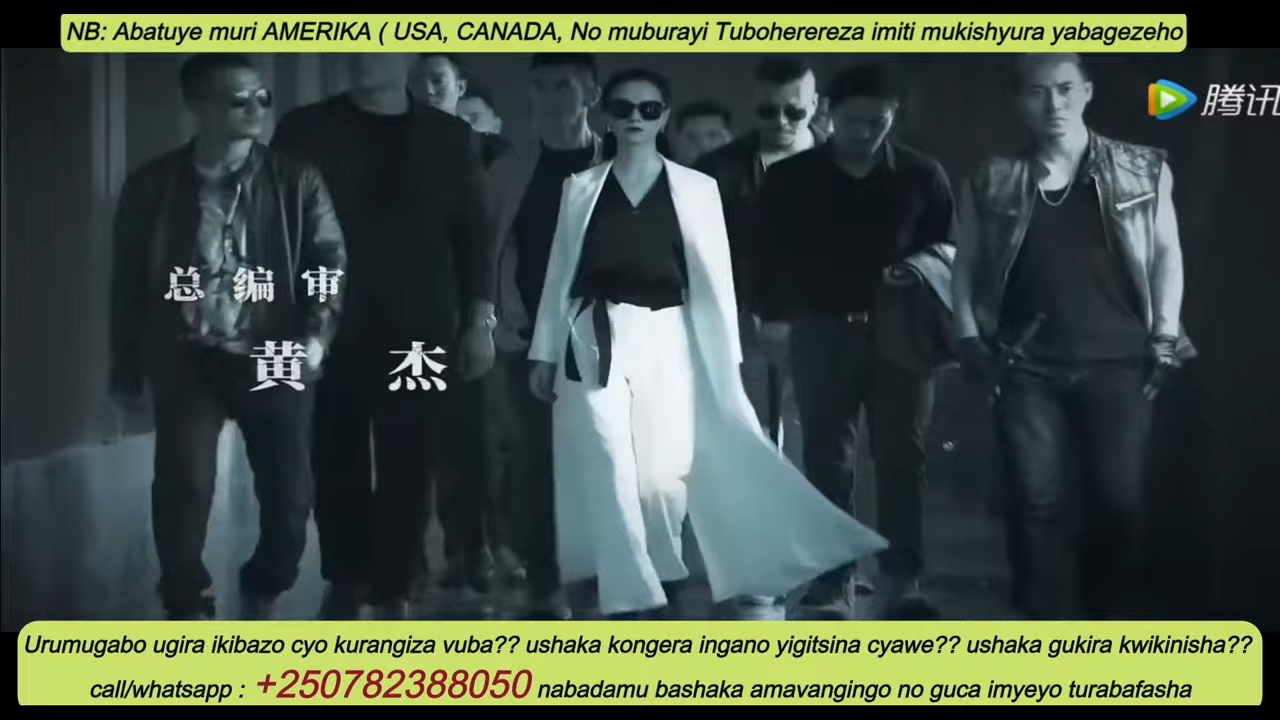 NB: Abatuye muri AMERIKA ( USA, CANADA, No muburayi Tuboherereza imiti mukishyura yabagezeho
腾讯
总编审
黄杰
Urumugabo ugira ikibazo cyo kurangiza vuba?? ushaka kongera ingano yigitsina cyawe?? ushaka gukira kwikinisha??
call/whatsapp : +250782388050 nabadamu bashaka amavangingo no guca imyeyo turabafasha